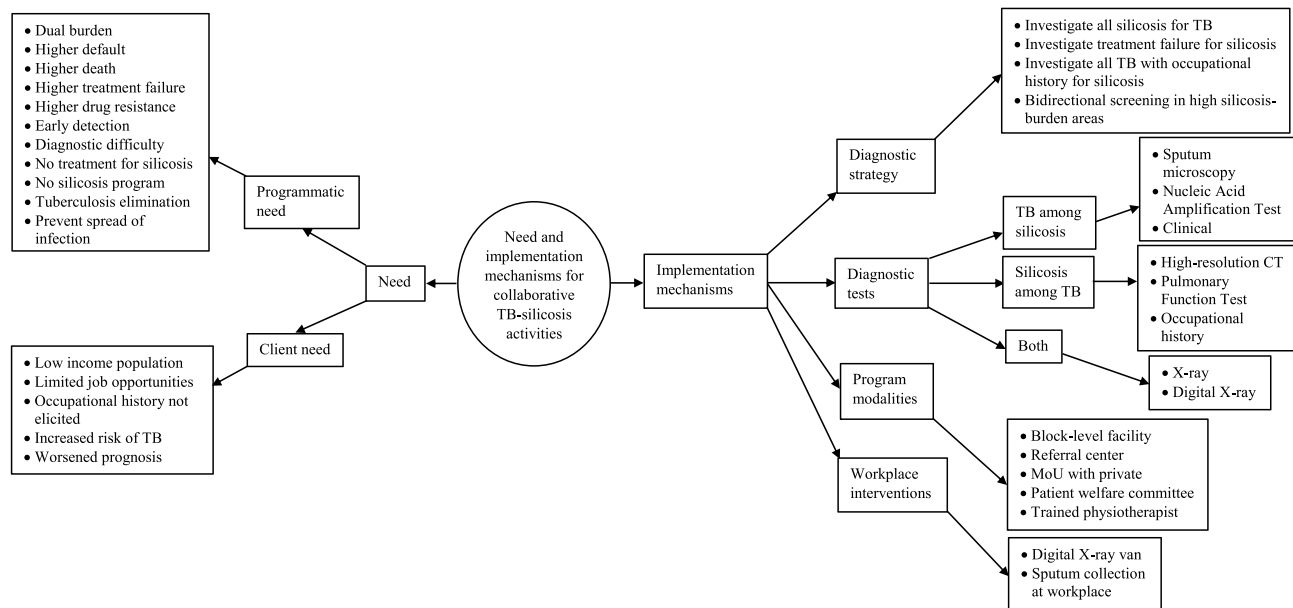 • Dual burden
• Higher default
• Higher death
• Higher treatment failure
• Higher drug resistance
• Early detection
• Diagnostic difficulty
• No treatment for silicosis
• No silicosis program
• Tuberculosis elimination
• Prevent spread of
infection
Programmatic
need
Need
Client need
• Low income population
• Limited job opportunities
• Occupational history not
elicited
• Increased risk of TB
• Worsened prognosis
Need and
implementation
mechanisms for
collaborative
TB-silicosis
activities
Implementation
mechanisms
Diagnostic
strategy
• Investigate all silicosis for TB
• Investigate treatment failure for silicosis
• Investigate all TB with occupational
history for silicosis
• Bidirectional screening in high silicosis-
burden areas
Diagnostic
tests
TB among
silicosis
• Sputum
microscopy
• Nucleic Acid
Amplification Test
• Clinical
Silicosis
among TB
• High-resolution CT
• Pulmonary
Function Test
• Occupational
history
Both
• X-ray
• Digital X-ray
Program
modalities
• Block-level facility
• Referral center
• MoU with private
• Patient welfare committee
• Trained physiotherapist
Workplace
interventions
• Digital X-ray van
• Sputum collection
at workplace